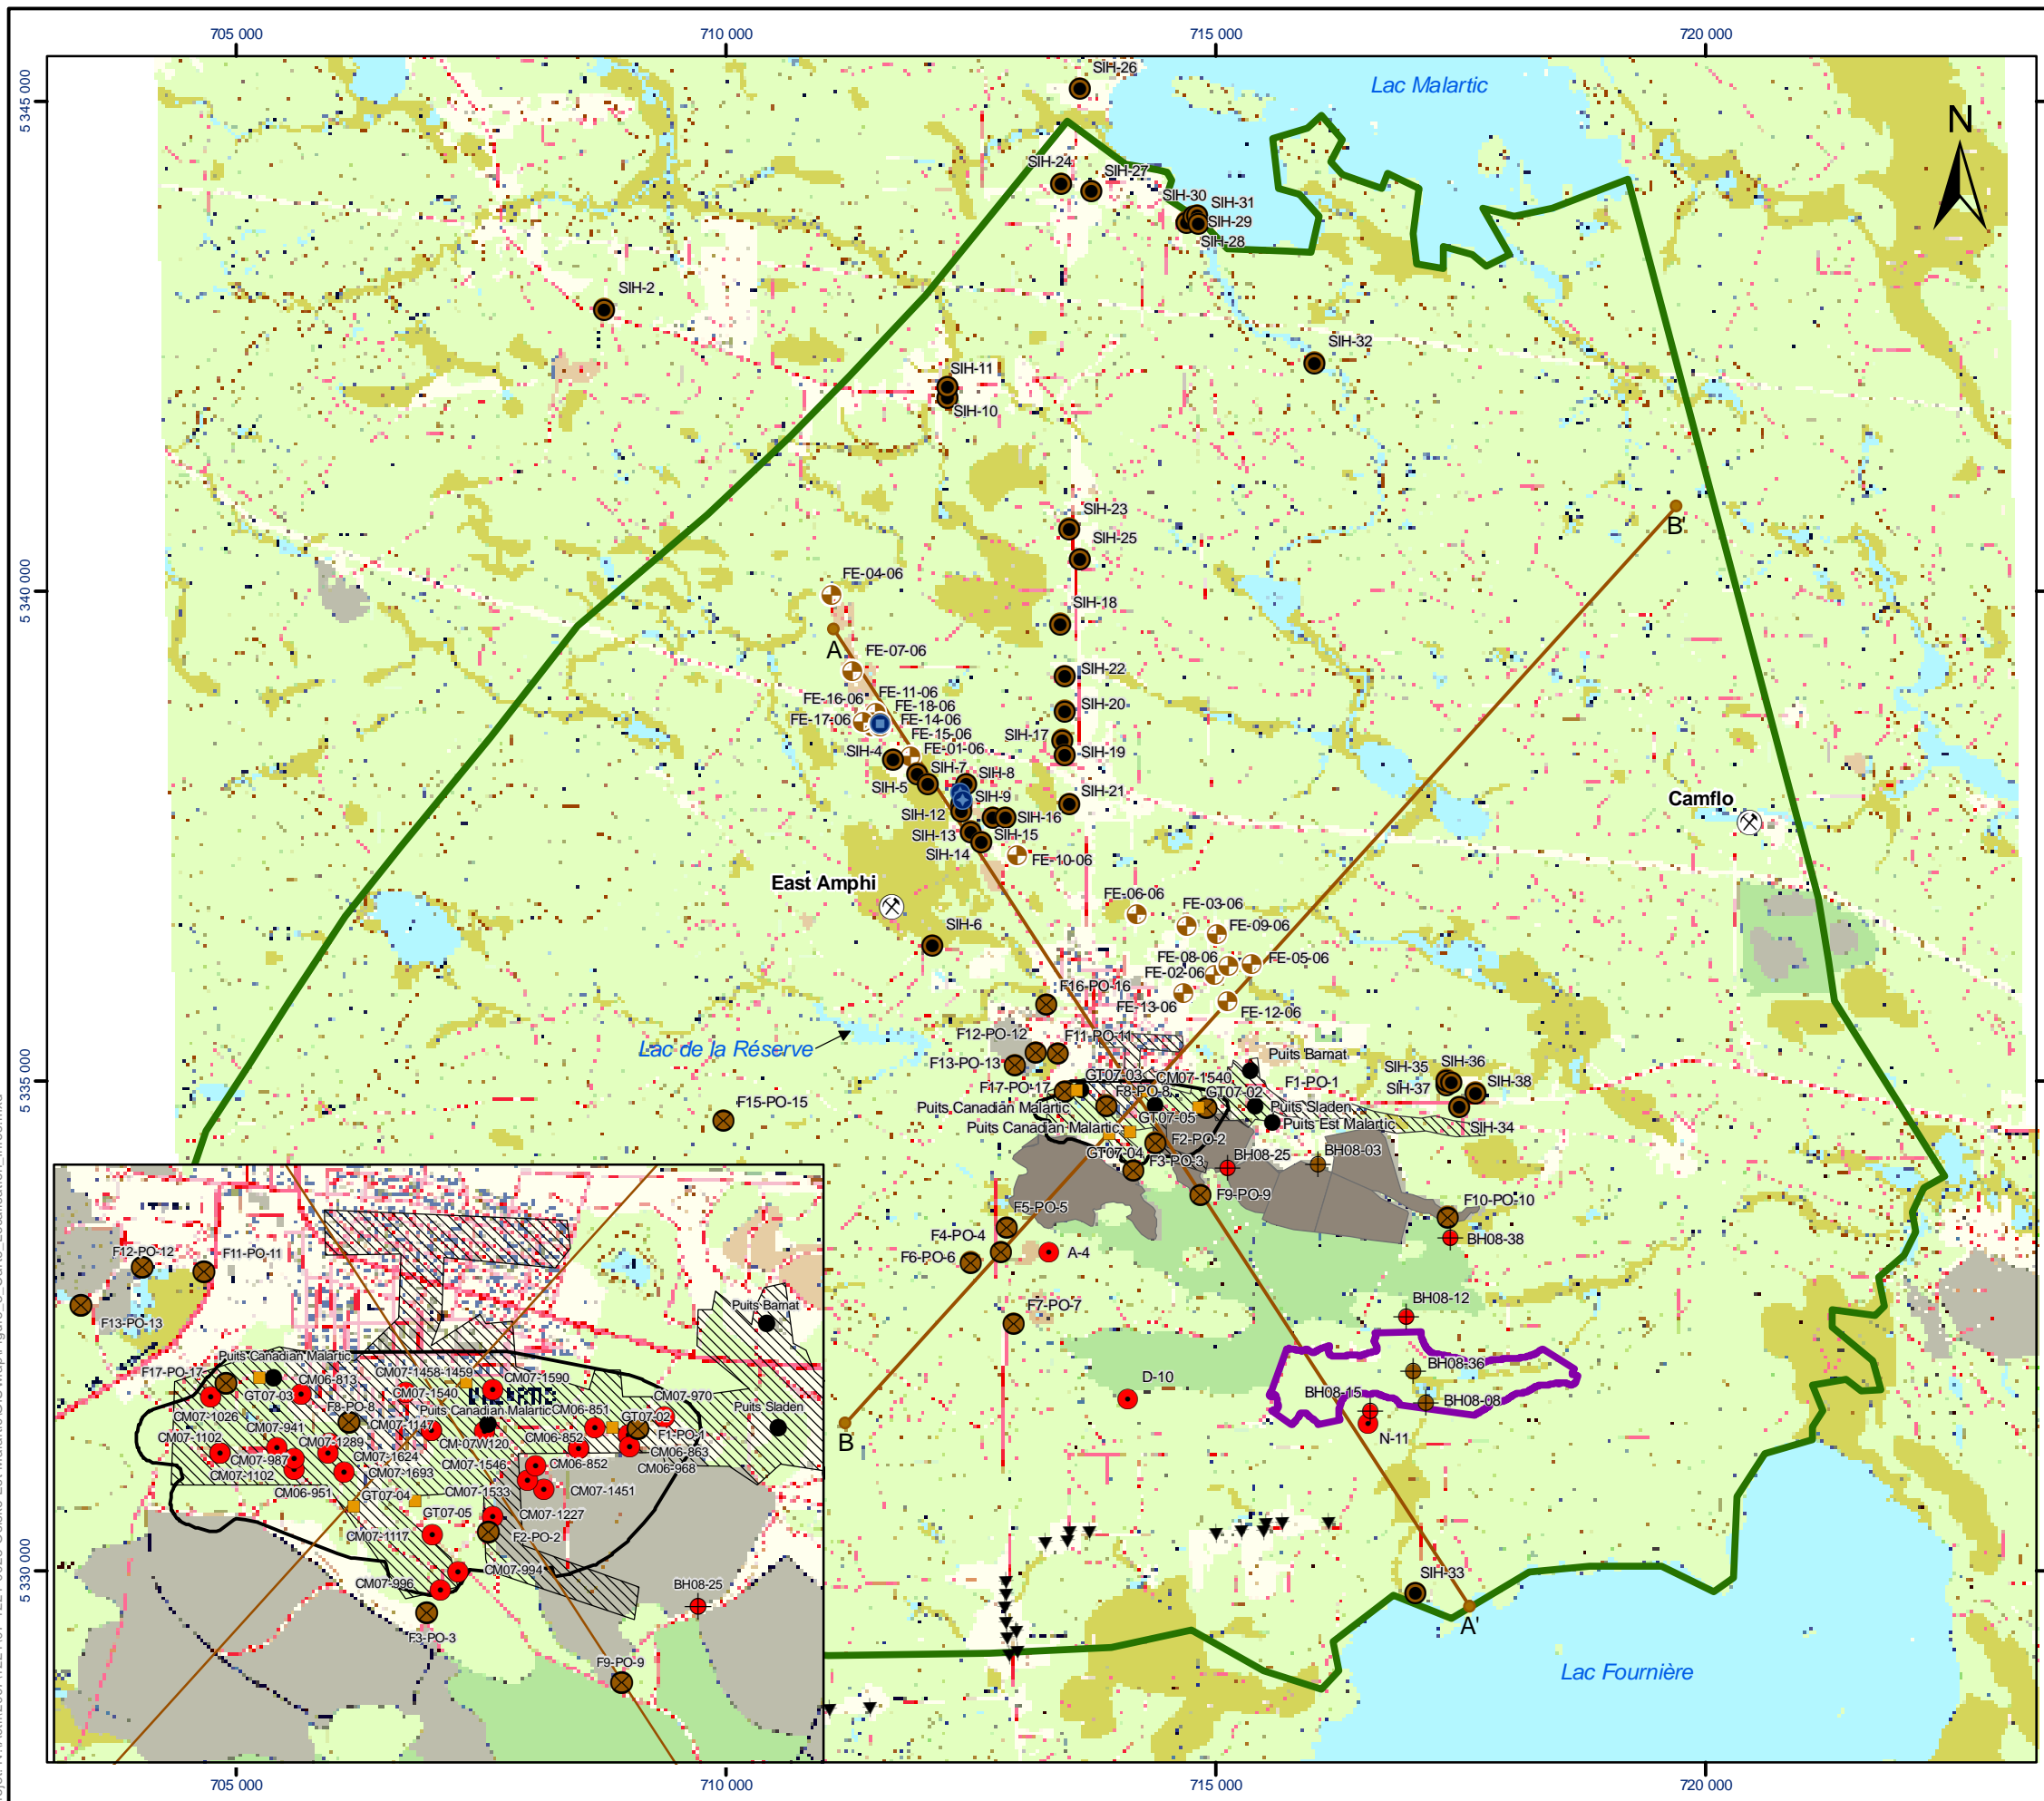 705 000
710 000
715 000
720 000
5 345 000
5 340 000
5 335 000
5 330 000
N
Lac Malartic
SIH-26
SIH-24
SIH-27
SIH-30
SIH-31
SIH-29
SIH-28
SIH-2
SIH-32
SIH-11
SIH-10
SIH-23
SIH-25
B'
FE-04-06
SIH-18
A
FE-07-06
SIH-22
FE-16-06
FE-11-06
FE-18-06
FE-17-06
FE-14-06
SIH-20
FE-15-06
SIH-17
FE-01-06
SIH-4
SIH-19
SIH-7
SIH-8
SIH-5
SIH-9
SIH-21
SIH-12
SIH-16
SIH-13
SIH-15
SIH-14
FE-10-06
Camflo
East Amphi
FE-06-06
FE-03-06
SIH-6
FE-09-06
FE-08-06
FE-05-06
FE-02-06
F16-PO-16
FE-13-06
FE-12-06
Lac de la Réserve
F12-PO-12
F11-PO-11
F13-PO-13
Puits Barnat
SIH-36
SIH-35
SIH-37
SIH-38
GT07-03
CM07-1540
F1-PO-1
F17-PO-17
F8-PO-8
GT07-02
Puits Canadian Malartic
Puits Sladen
F15-PO-15
GT07-05
Puits Canadian Malartic
Puits Est Malartic
SIH-34
F2-PO-2
GT07-04
F3-PO-3
BH08-25
BH08-03
F9-PO-9
F10-PO-10
F5-PO-5
F4-PO-4
BH08-38
F6-PO-6
A-4
F7-PO-7
BH08-12
BH08-36
D-10
BH08-15
BH08-08
B
N-11
SIH-33
A'
Lac Fournière
F12-PO-12
F11-PO-11
F13-PO-13
Puits Barnat
Puits Canadian Malartic
F17-PO-17
CM06-813
CM07-1458-1459
CM07-1590
GT07-03
CM07-1540
CM07-970
CM07-1026
F8-PO-8
Puits Canadian Malartic
CM06-851
GT07-02
Puits Sladen
CM07-941
CM07-1147
CM07-1102
CM07-1289
CM-07W120
CM06-852
F1-PO-1
CM07-987
CM07-1624
CM06-863
CM07-1102
CM07-1693
CM07-1546
CM06-852
CM06-968
CM06-951
GT07-04
CM07-1533
CM07-1451
GT07-05
CM07-1227
CM07-1117
F2-PO-2
CM07-994
CM07-996
BH08-25
F3-PO-3
F9-PO-9
705 000
710 000
715 000
720 000